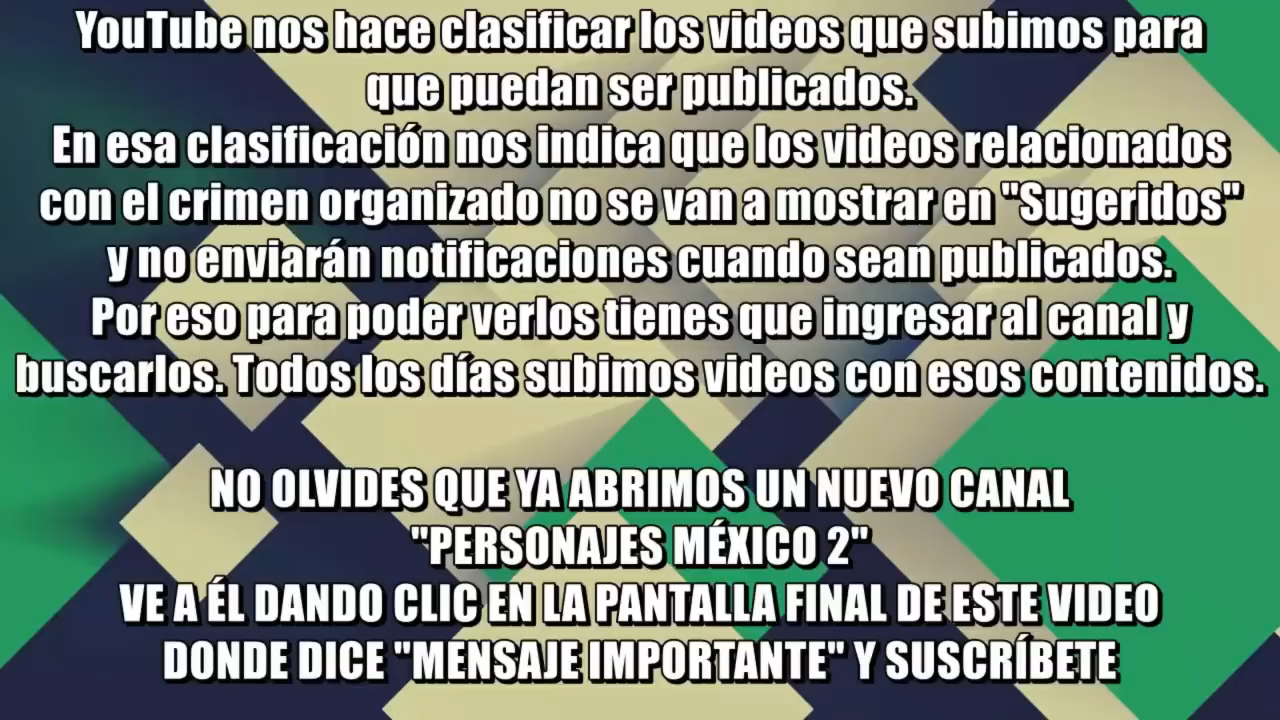 YouTube nos hace clasificar los videos que subimos para
que puedan ser publicados.
En esa clasificación nos indica que los videos relacionados
con el crimen organizado no se van a mostrar en "Sugeridos"
y no enviarán notificaciones cuando sean publicados.
Por eso para poder verlos tienes que ingresar al canal y
buscarlos. Todos los días subimos videos con esos contenidos.
NO OLVIDES QUE YA ABRIMOS UN NUEVO CANAL
"PERSONAJES MÉXICO 2"
VE A ÉL DANDO CLIC EN LA PANTALLA FINAL DE ESTE VIDEO
DONDE DICE "MENSAJE IMPORTANTE" Y SUSCRÍBETE